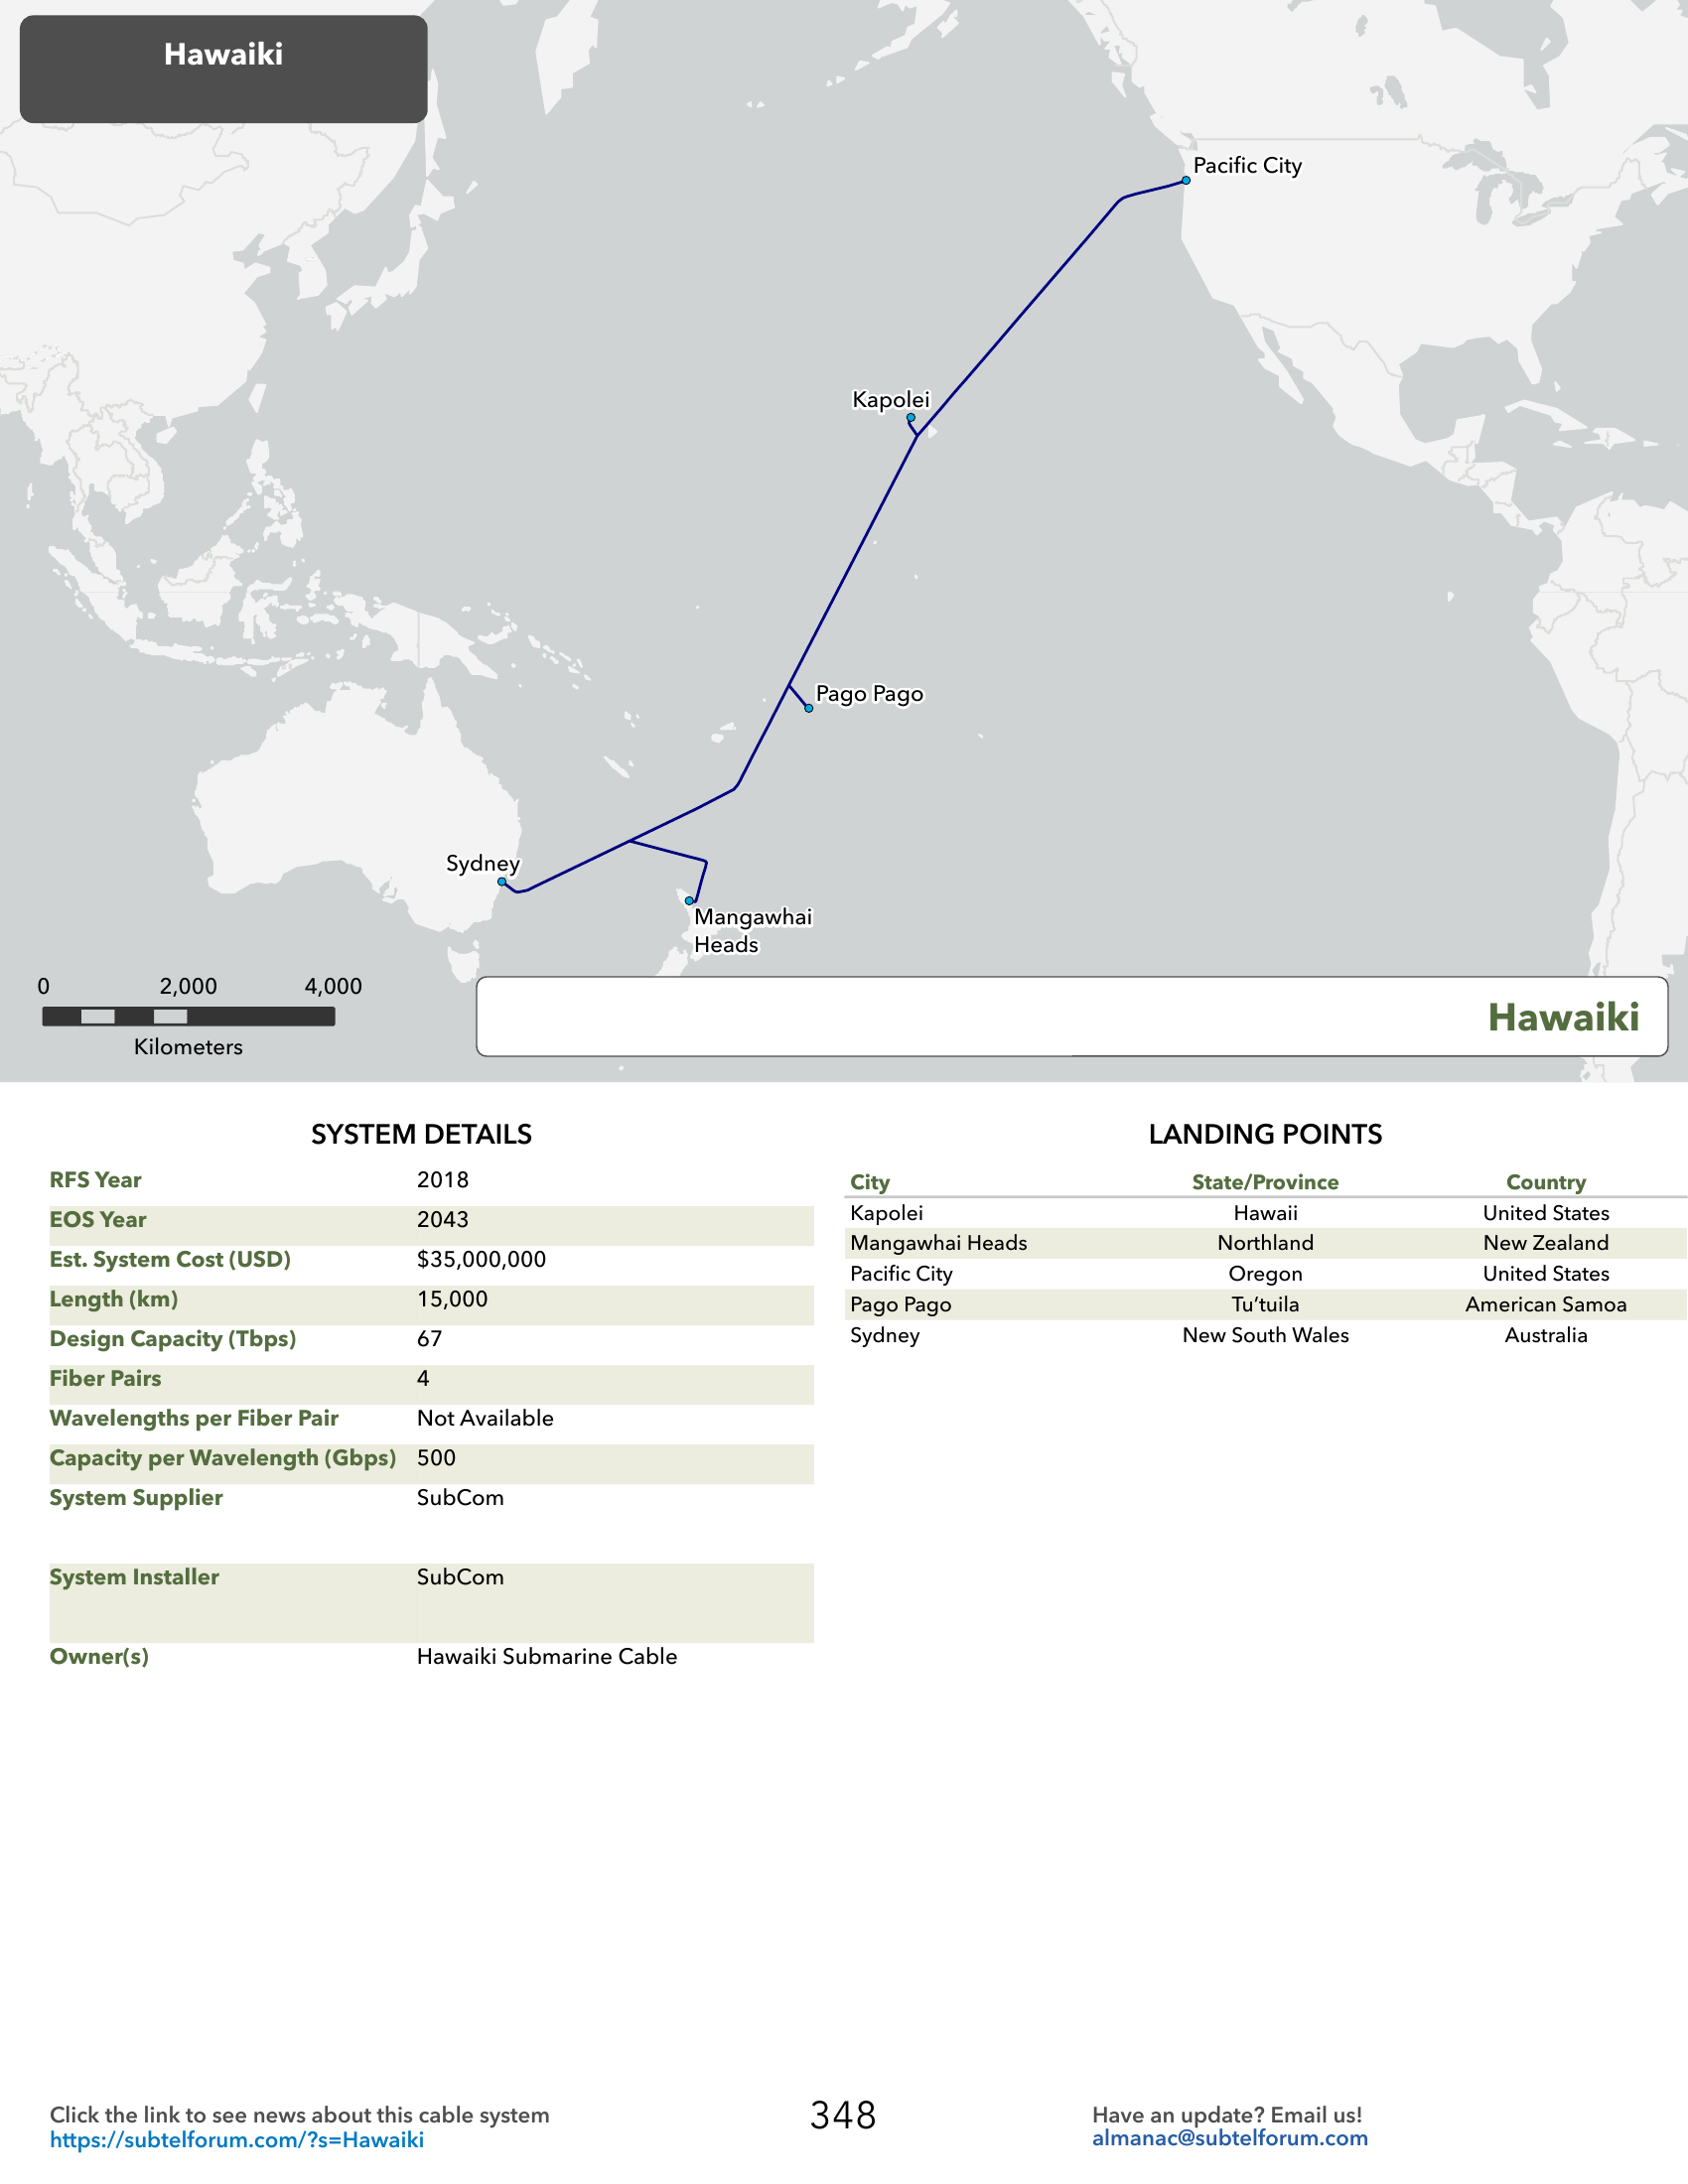 Hawaiki
Pacific City
Kapolei
Pago Pago
Sydney
Mangawhai
Heads
0 2,000 4,000
Kilometers
Hawaiki
SYSTEM DETAILS
RFS Year 2018
EOS Year 2043
Est. System Cost (USD) $35,000,000
Length (km) 15,000
Design Capacity (Tbps) 67
Fiber Pairs 4
Wavelengths per Fiber Pair Not Available
Capacity per Wavelength (Gbps) 500
System Supplier SubCom
System Installer SubCom
Owner(s) Hawaiki Submarine Cable
LANDING POINTS
City State/Province Country
Kapolei Hawaii United States
Mangawhai Heads Northland New Zealand
Pacific City Oregon United States
Pago Pago Tu’tuila American Samoa
Sydney New South Wales Australia
Click the link to see news about this cable system
https://subtelforum.com/?s=Hawaiki
348
Have an update? Email us!
almanac@subtelforum.com